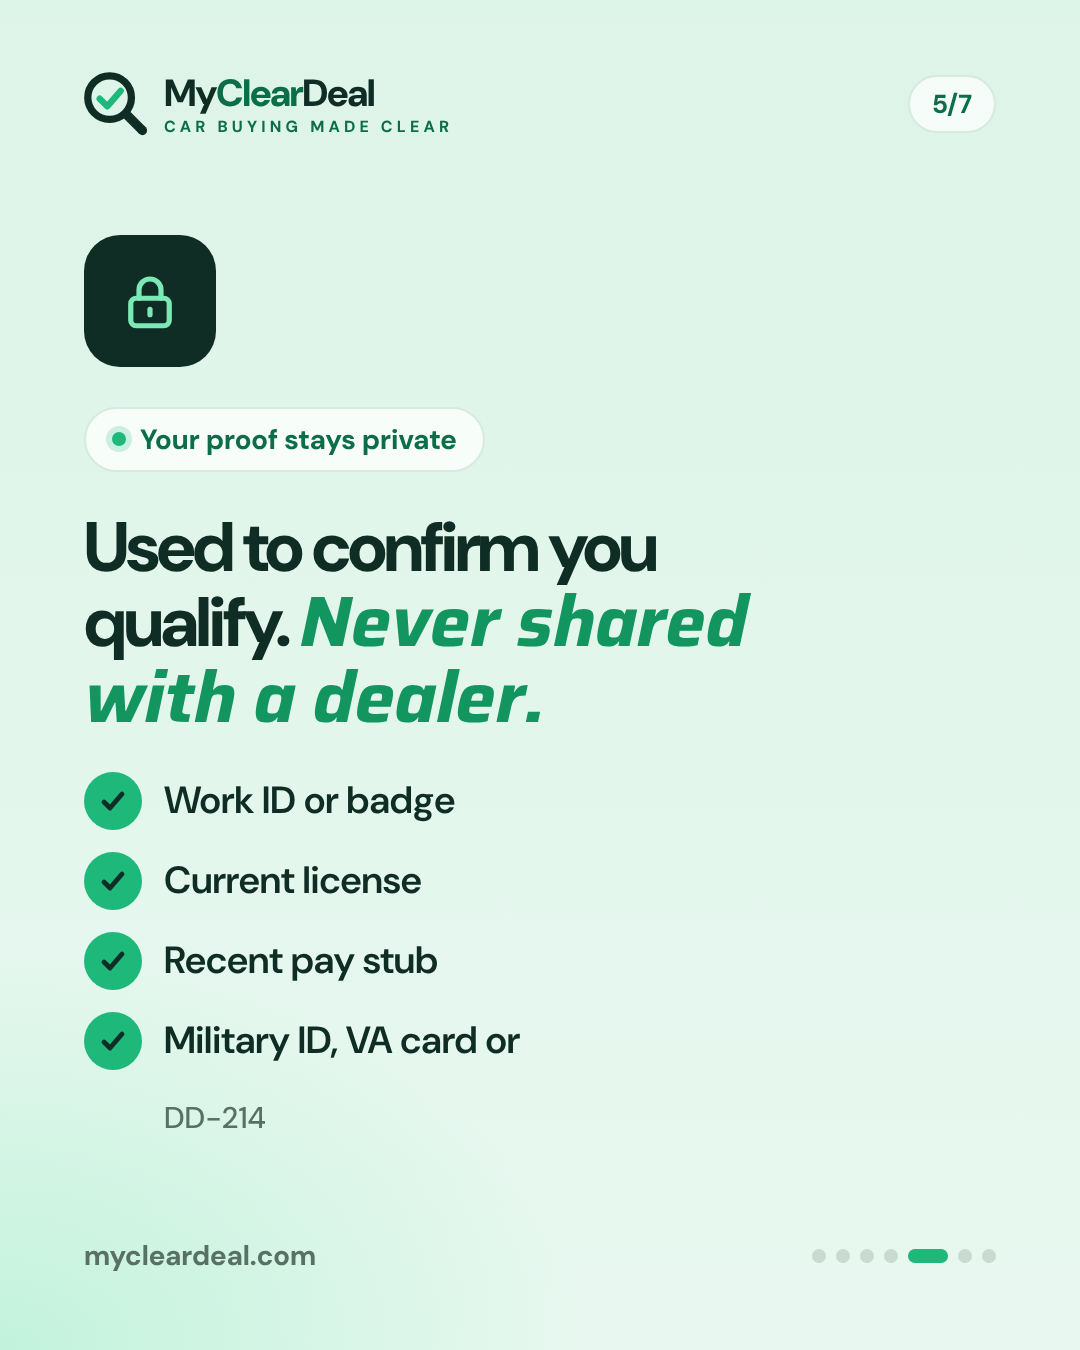 MyClearDeal
CAR BUYING MADE CLEAR
5/7
Your proof stays private
Used to confirm you
qualify. Never shared
with a dealer.
Work ID or badge
Current license
Recent pay stub
Military ID, VA card or
DD-214
mycleardeal.com